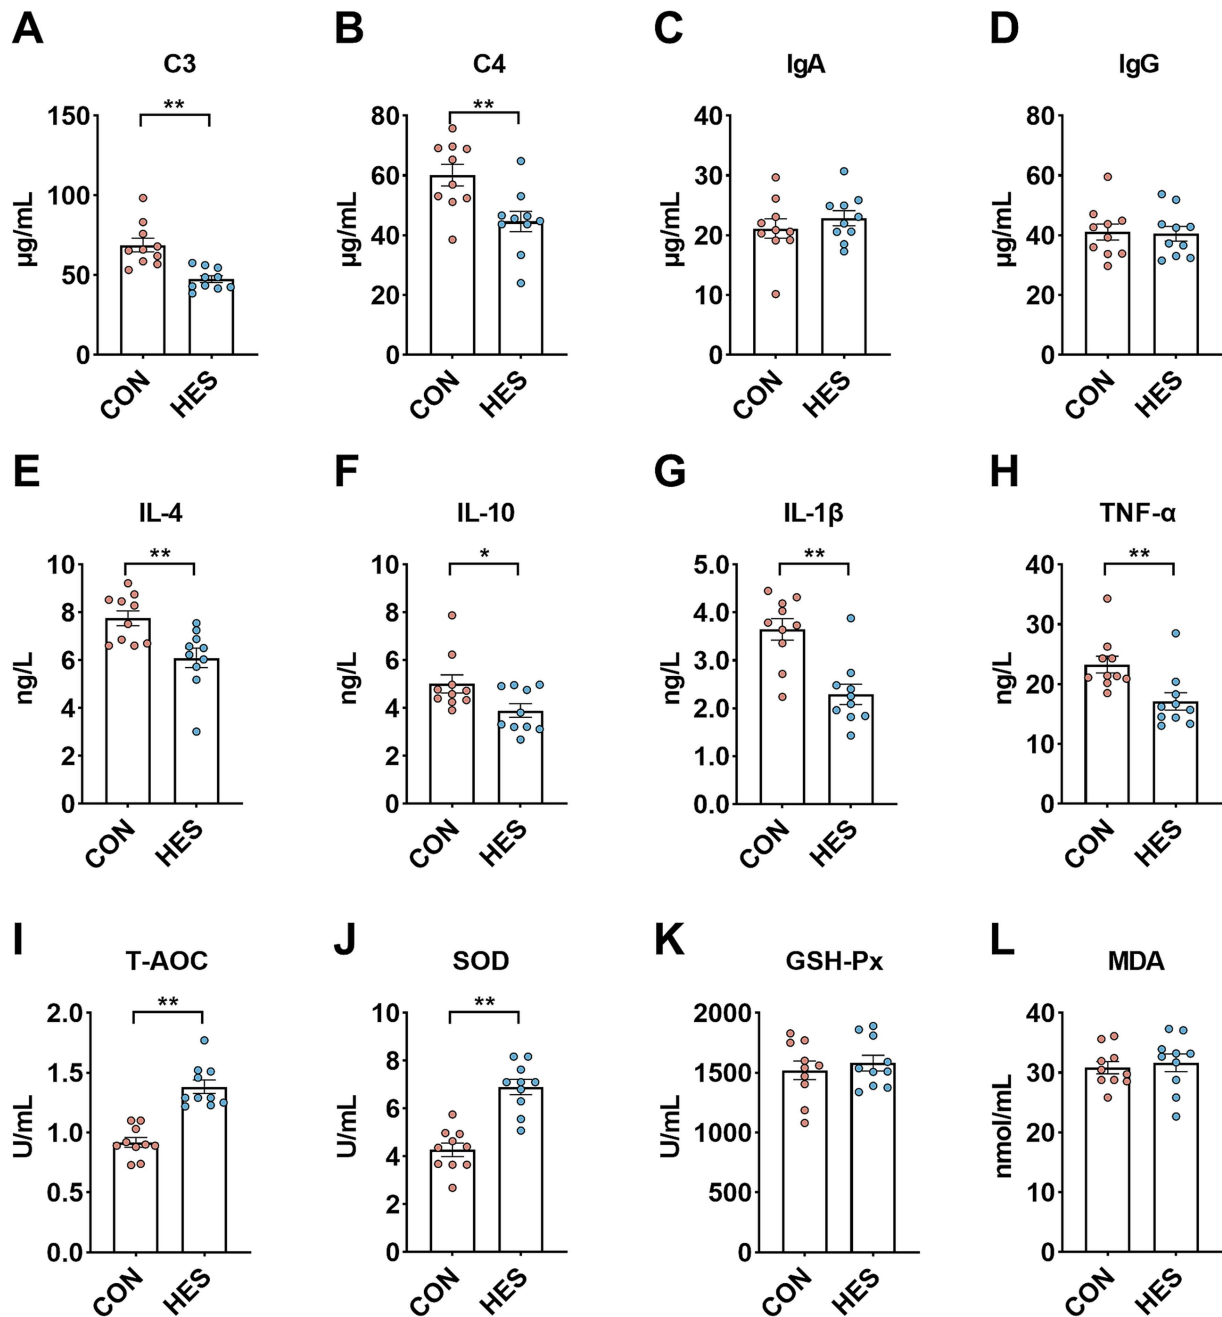 A B C D
C3 C4 IgA IgG
** **
150 80 40 80
100 60 30 60
50 40 20 40
20 10 20
0 0 0 0
µg/mL µg/mL µg/mL µg/mL
CON HES CON HES CON HES CON HES
E F G H
IL-4 IL-10 IL-1β TNF-α
** * ** **
10 10 5.0 40
8 8 4.0 30
6 6 3.0 20
4 4 2.0 10
2 2 1.0
0 0 0.0 0
ng/L ng/L ng/L ng/L
CON HES CON HES CON HES CON HES
I J K L
T-AOC SOD GSH-Px MDA
** **
2.0 10 2000 40
1.5 8 1500 30
1.0 6 1000 20
0.5 4 500 10
2
0.0 0 0 0
U/mL U/mL U/mL nmol/mL
CON HES CON HES CON HES CON HES